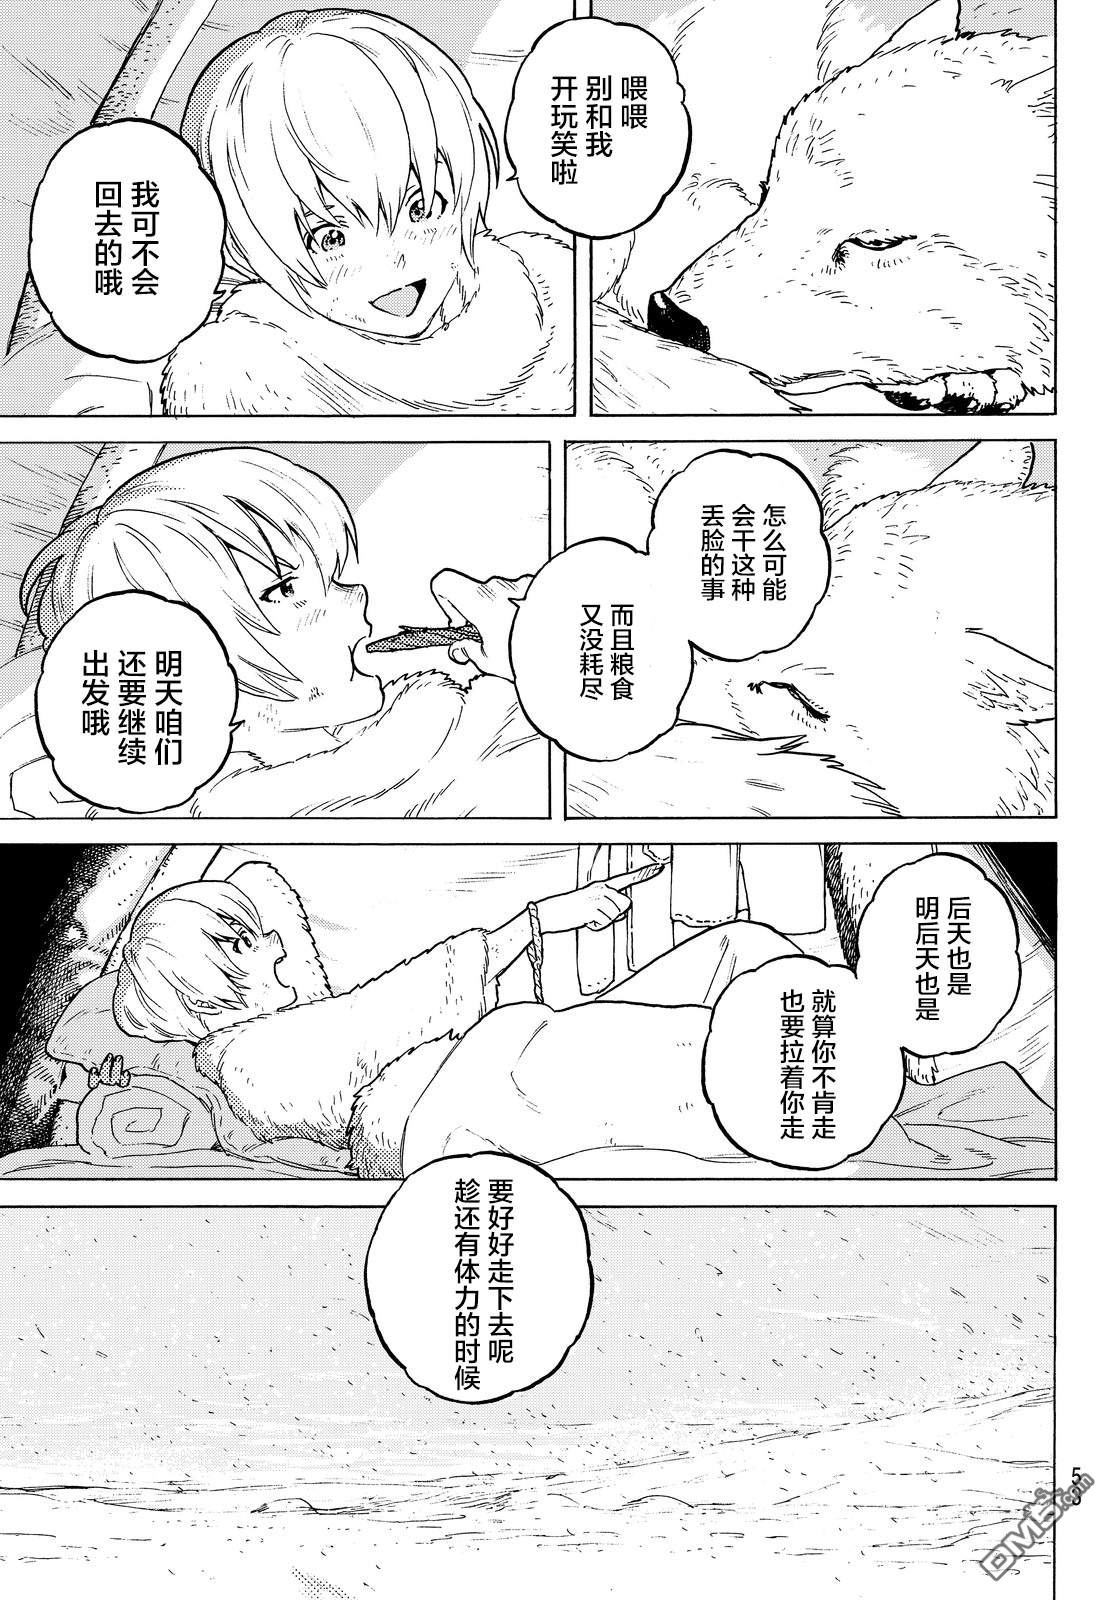 喂喂
别和我
开玩笑啦
我可不会
回去的哦
怎么可能
会干这种
丢脸的事
而且粮食
又没耗尽
明天咱们
还要继续
出发哦
后天也是
明后天也是
就算你不肯走
也要拉着你走
要好好走下去呢
趁还有体力的时候
53